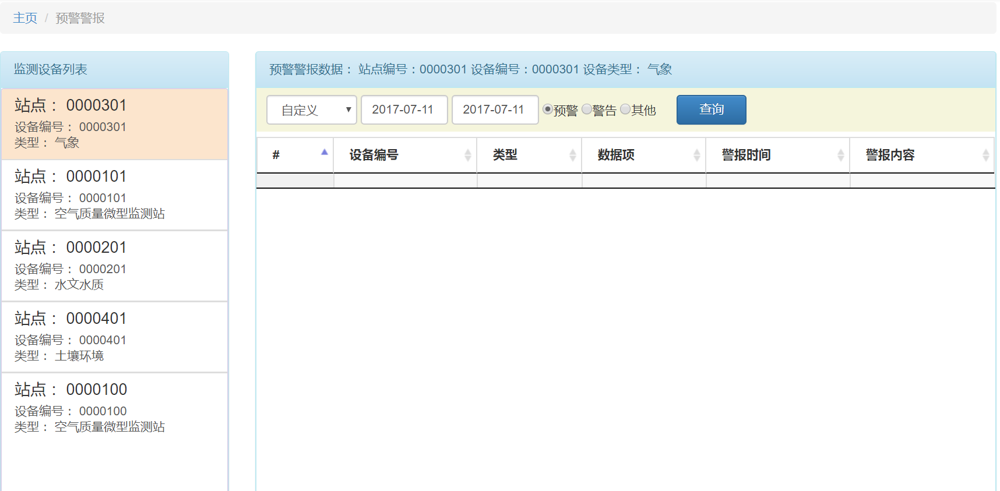 主页 / 预警警报
监测设备列表
站点： 0000301
设备编号： 0000301
类型： 气象
站点： 0000101
设备编号： 0000101
类型： 空气质量微型监测站
站点： 0000201
设备编号： 0000201
类型： 水文水质
站点： 0000401
设备编号： 0000401
类型： 土壤环境
站点： 0000100
设备编号： 0000100
类型： 空气质量微型监测站
预警警报数据： 站点编号：0000301 设备编号：0000301 设备类型： 气象
自定义 2017-07-11 2017-07-11 预警 警告 其他 查询
# 设备编号 类型 数据项 警报时间 警报内容